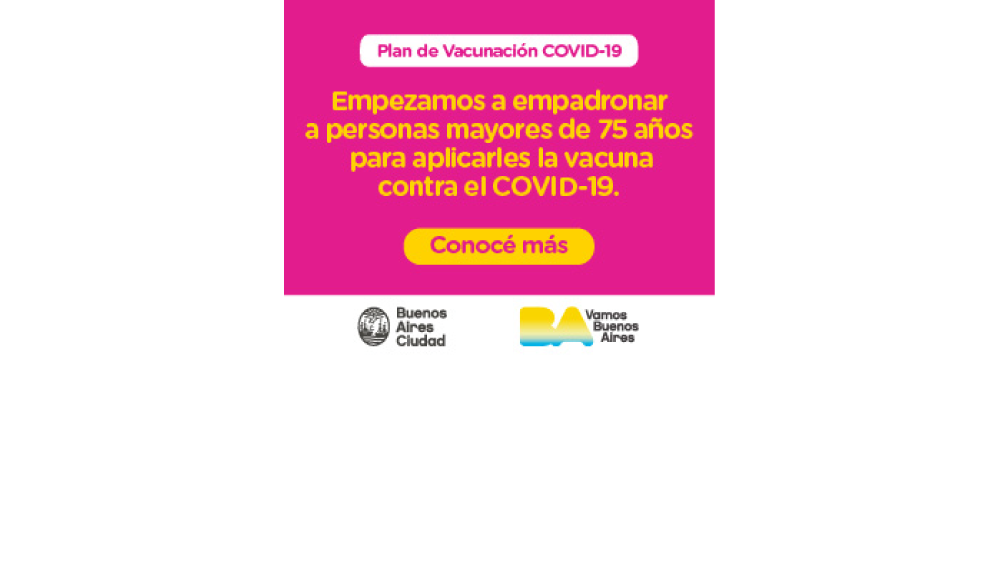 Plan de Vacunación COVID-19
Empezamos a empadronar
a personas mayores de 75 años
para aplicarles la vacuna
contra el COVID-19.
Conocé más
Buenos
Aires
Ciudad
BA
Vamos
Buenos
Aires